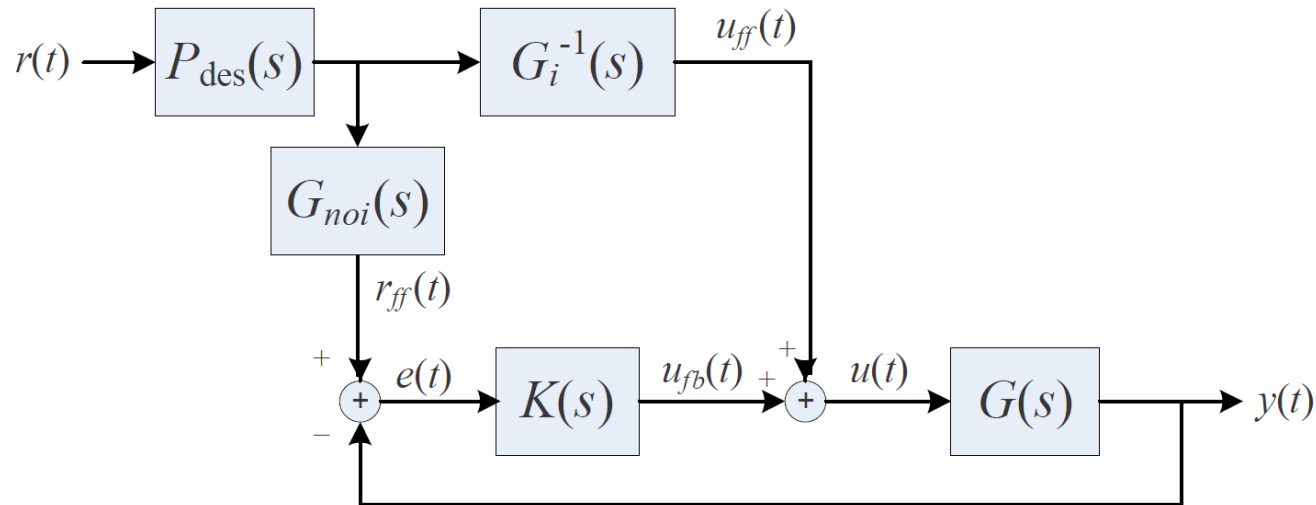 r(t)
P_des(s)
G_i^-1(s)
u_ff(t)
G_noi(s)
r_ff(t)
+
e(t)
K(s)
u_fb(t)
+
+
u(t)
G(s)
y(t)
+
+
−